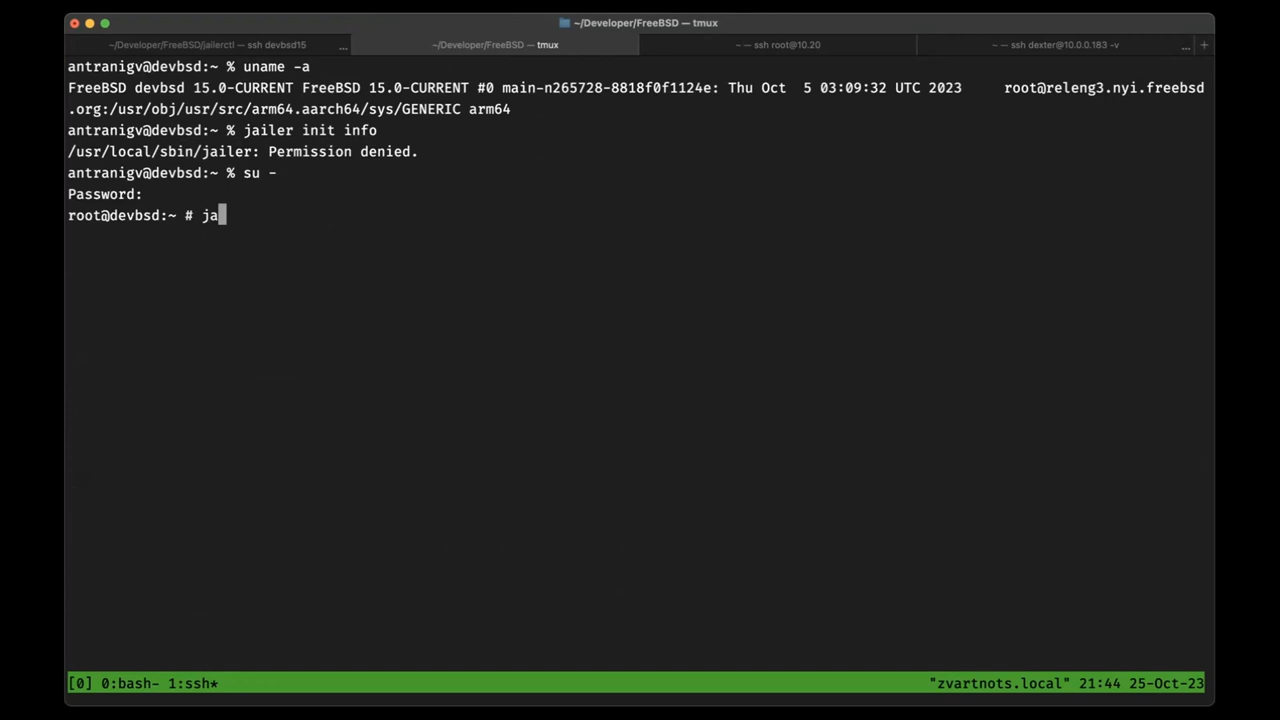 ~/Developer/FreeBSD — tmux
~/Developer/FreeBSD/jailerctl — ssh devbsd15 ...
~/Developer/FreeBSD — tmux
~ — ssh root@10.20
~ — ssh dexter@10.0.0.183 -v ... +
antranigv@devbsd:~ % uname -a
FreeBSD devbsd 15.0-CURRENT FreeBSD 15.0-CURRENT #0 main-n265728-8818f0f1124e: Thu Oct  5 03:09:32 UTC 2023     root@releng3.nyi.freebsd
.org:/usr/obj/usr/src/arm64.aarch64/sys/GENERIC arm64
antranigv@devbsd:~ % jailer init info
/usr/local/sbin/jailer: Permission denied.
antranigv@devbsd:~ % su -
Password:
root@devbsd:~ # ja
[0] 0:bash- 1:ssh* "zvartnots.local" 21:44 25-Oct-23